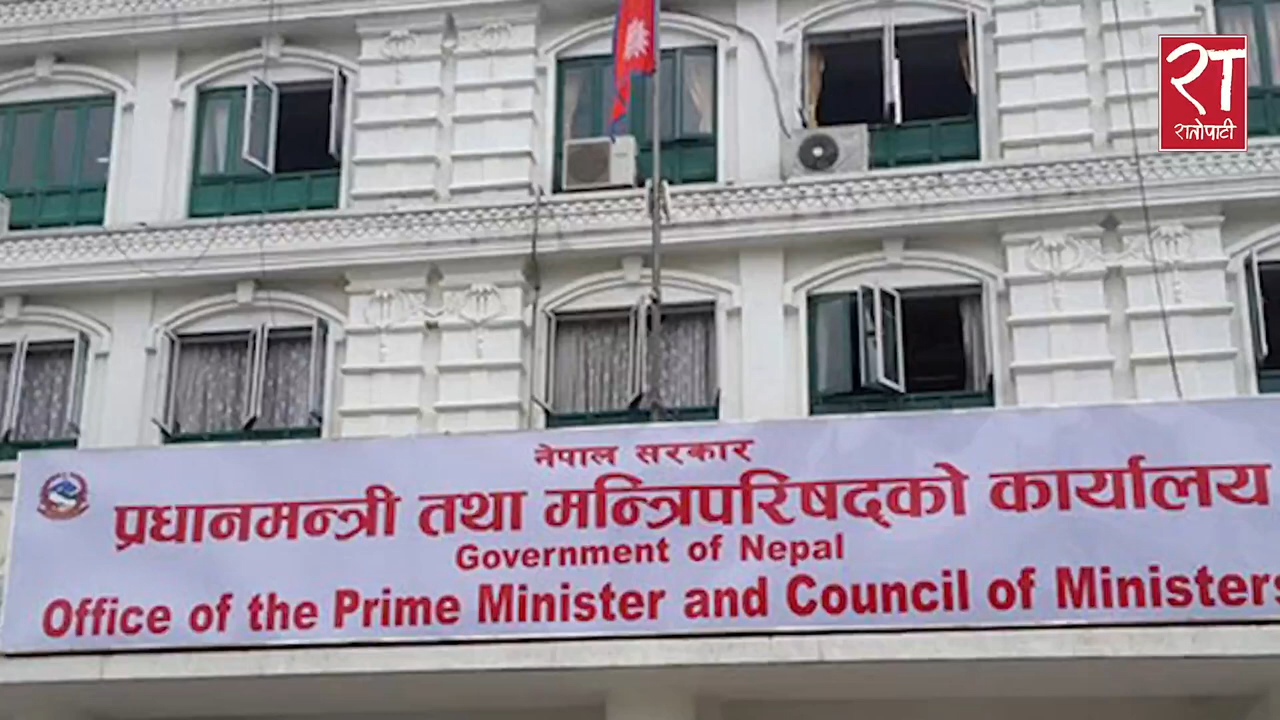 रा
रातोपाटी
नेपाल सरकार
प्रधानमन्त्री तथा मन्त्रिपरिषद्को कार्यालय
Government of Nepal
Office of the Prime Minister and Council of Ministers